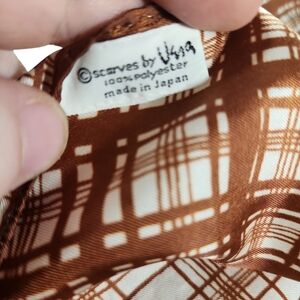 © scarves by Vera
100% polyester
made in Japan